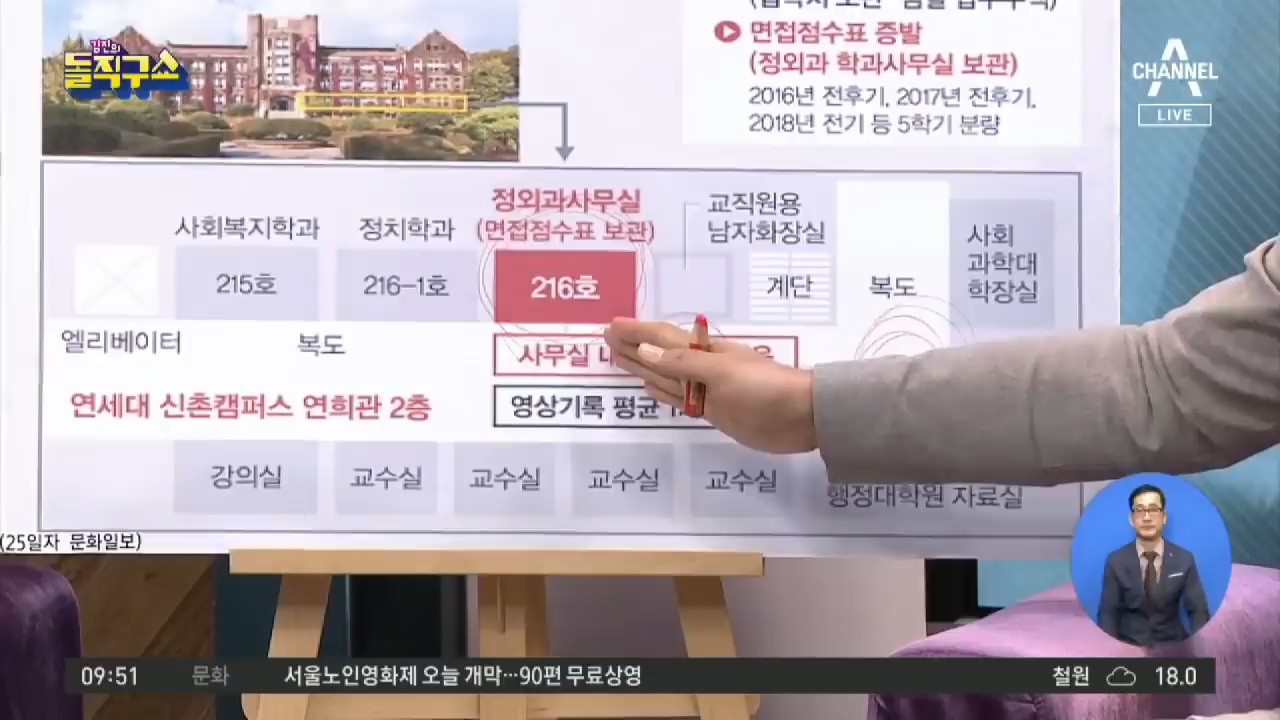 김진의
돌직구쇼
CHANNEL
LIVE
면접점수표 증발
(정외과 학과사무실 보관)
2016년 전후기, 2017년 전후기,
2018년 전기 등 5학기 분량
사회복지학과
정치학과
정외과사무실
(면접점수표 보관)
교직원용
남자화장실
215호
216-1호
216호
계단
복도
사회
과학대
학장실
엘리베이터
복도
사무실
연세대 신촌캠퍼스 연희관 2층
영상기록 평균
강의실
교수실
교수실
교수실
교수실
행정대학원 자료실
(25일자 문화일보)
09:51 문화 서울노인영화제 오늘 개막…90편 무료상영 철원 18.0